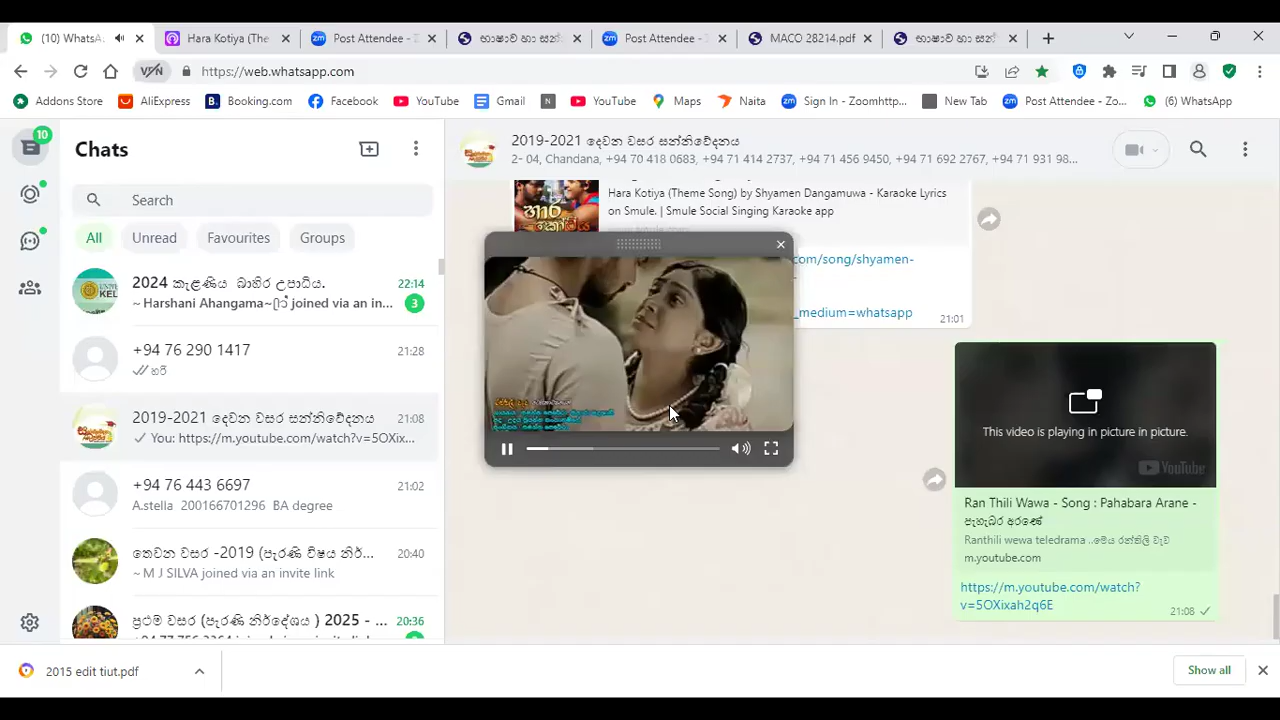 (10) WhatsA
Hara Kotiya (The
Post Attendee - Z
භාෂාව හා සන්
Post Attendee - Z
MACO 28214.pdf
භාෂාව හා සන්
VPN
https://web.whatsapp.com
Addons Store
AliExpress
Booking.com
Facebook
YouTube
Gmail
YouTube
Maps
Naita
Sign In - Zoomhttp...
New Tab
Post Attendee - Zo...
(6) WhatsApp
10
Chats
Search
All
Unread
Favourites
Groups
2024 කැළණිය බාහිර උපාධිය.
22:14
joined via an in...
3
+94 76 290 1417
21:28
හරි
2019-2021 දෙවන වසර සන්නිවේදනය
21:08
You: https://m.youtube.com/watch?v=5OXix...
+94 76 443 6697
21:02
A.stella 200166701296 BA degree
තෙවන වසර -2019 (පැරණි විෂය නිර්...
20:40
~ M J SILVA joined via an invite link
ප්‍රථම වසර (පැරණි නිර්දේශය ) 2025 - ...
20:36
2019-2021 දෙවන වසර සන්නිවේදනය
2- 04, Chandana, +94 70 418 0683, +94 71 414 2737, +94 71 456 9450, +94 71 692 2767, +94 71 931 98...
හාර කෝටිය
Hara Kotiya (Theme Song) by Shyamen Dangamuwa - Karaoke Lyrics
on Smule. | Smule Social Singing Karaoke app
com/song/shyamen-
_medium=whatsapp
21:01
This video is playing in picture in picture.
YouTube
Ran Thili Wawa - Song : Pahabara Arane -
පැහැබර අරණේ
Ranthili wewa teledrama ..මෙය රන්තිලි වැව
m.youtube.com
https://m.youtube.com/watch?
v=5OXixah2q6E
21:08
2015 edit tiut.pdf
Show all